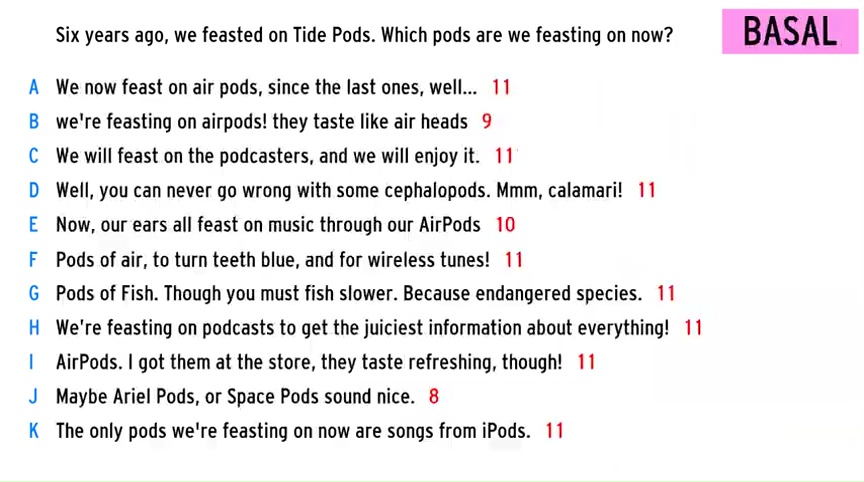 Six years ago, we feasted on Tide Pods. Which pods are we feasting on now?
BASAL
A We now feast on air pods, since the last ones, well... 11
B we're feasting on airpods! they taste like air heads 9
C We will feast on the podcasters, and we will enjoy it. 11
D Well, you can never go wrong with some cephalopods. Mmm, calamari! 11
E Now, our ears all feast on music through our AirPods 10
F Pods of air, to turn teeth blue, and for wireless tunes! 11
G Pods of Fish. Though you must fish slower. Because endangered species. 11
H We're feasting on podcasts to get the juiciest information about everything! 11
I AirPods. I got them at the store, they taste refreshing, though! 11
J Maybe Ariel Pods, or Space Pods sound nice. 8
K The only pods we're feasting on now are songs from iPods. 11